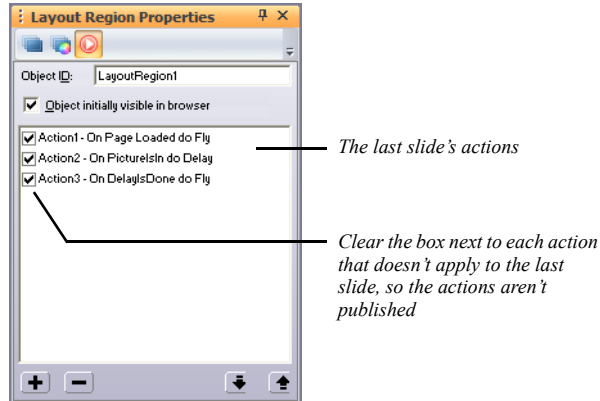 Layout Region Properties
Object ID: LayoutRegion1
Object initially visible in browser
Action1 - On Page Loaded do Fly
Action2 - On PictureIsIn do Delay
Action3 - On DelayIsDone do Fly
The last slide’s actions
Clear the box next to each action
that doesn’t apply to the last
slide, so the actions aren’t
published